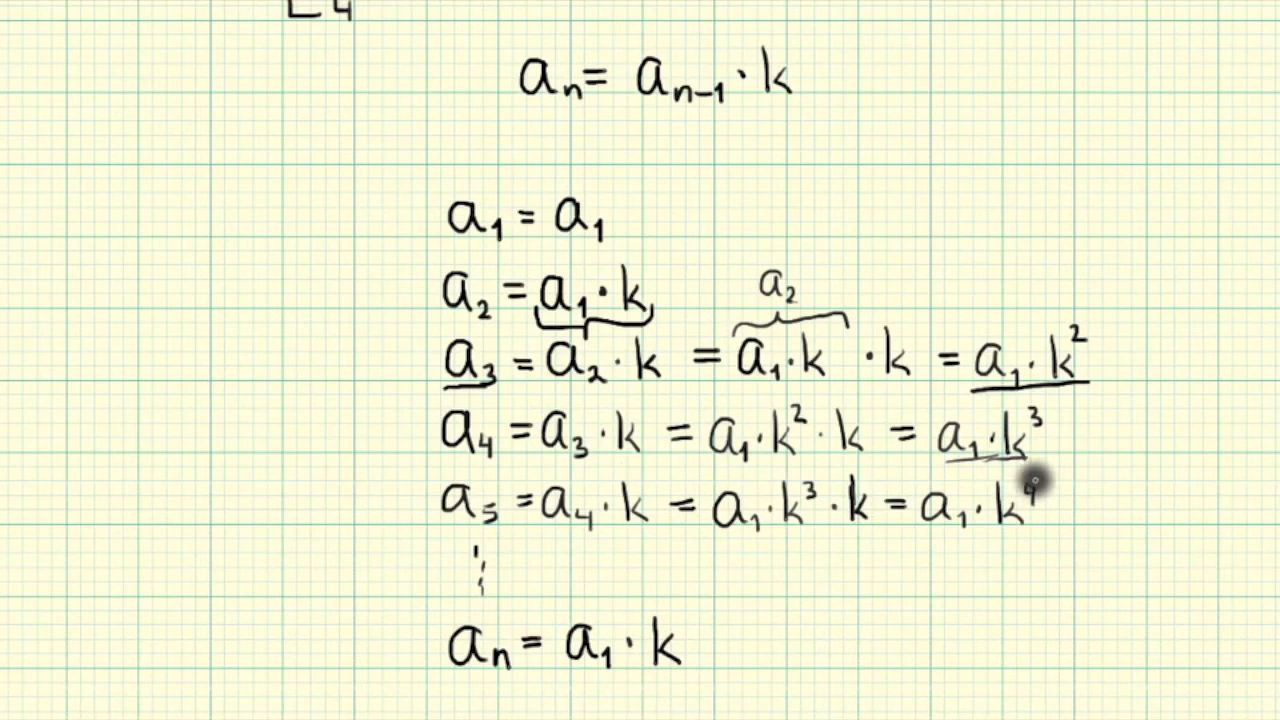 4
aₙ = aₙ₋₁ · k
a₁ = a₁
a₂ = a₁ · k
a₂
a₃ = a₂ · k = a₁ · k · k = a₁ · k²
a₄ = a₃ · k = a₁ · k² · k = a₁ · k³
a₅ = a₄ · k = a₁ · k³ · k = a₁ · k⁴
⋮
aₙ = a₁ · k